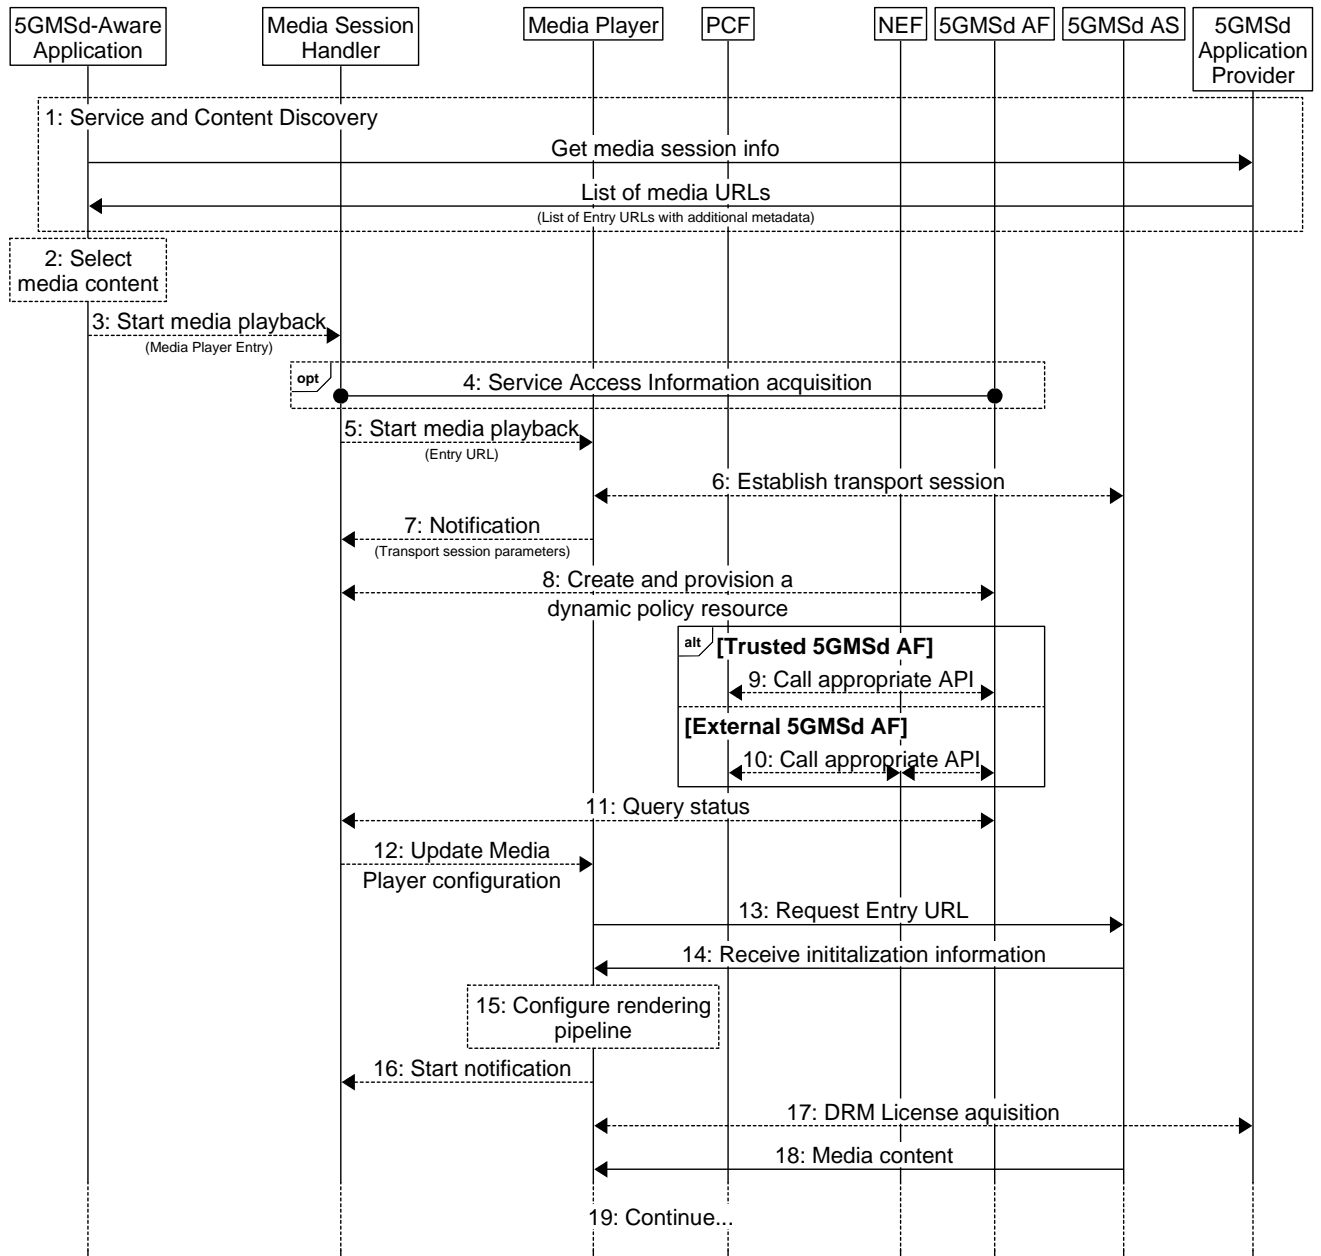 5GMSd-Aware
Application
Media Session
Handler
Media Player
PCF
NEF
5GMSd AF
5GMSd AS
5GMSd
Application
Provider
1: Service and Content Discovery
Get media session info
List of media URLs
(List of Entry URLs with additional metadata)
2: Select
media content
3: Start media playback
(Media Player Entry)
opt
4: Service Access Information acquisition
5: Start media playback
(Entry URL)
6: Establish transport session
7: Notification
(Transport session parameters)
8: Create and provision a
dynamic policy resource
alt
[Trusted 5GMSd AF]
9: Call appropriate API
[External 5GMSd AF]
10: Call appropriate API
11: Query status
12: Update Media
Player configuration
13: Request Entry URL
14: Receive inititalization information
15: Configure rendering
pipeline
16: Start notification
17: DRM License aquisition
18: Media content
19: Continue...